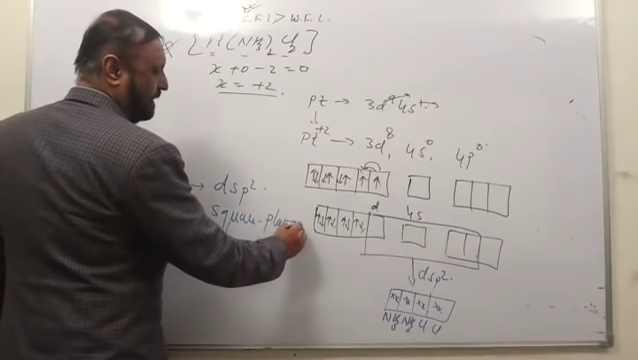 S.F.L > W.F.L.
[Pt(NH3)2Cl2]
x + 0 - 2 = 0
x = +2.
Pt → 3d9 4s1
↓
Pt+2 → 3d8, 4s0, 4p0
d 4s
→ dsp2.
Square-plan
dsp2.
NH3 NH3 Cl Cl